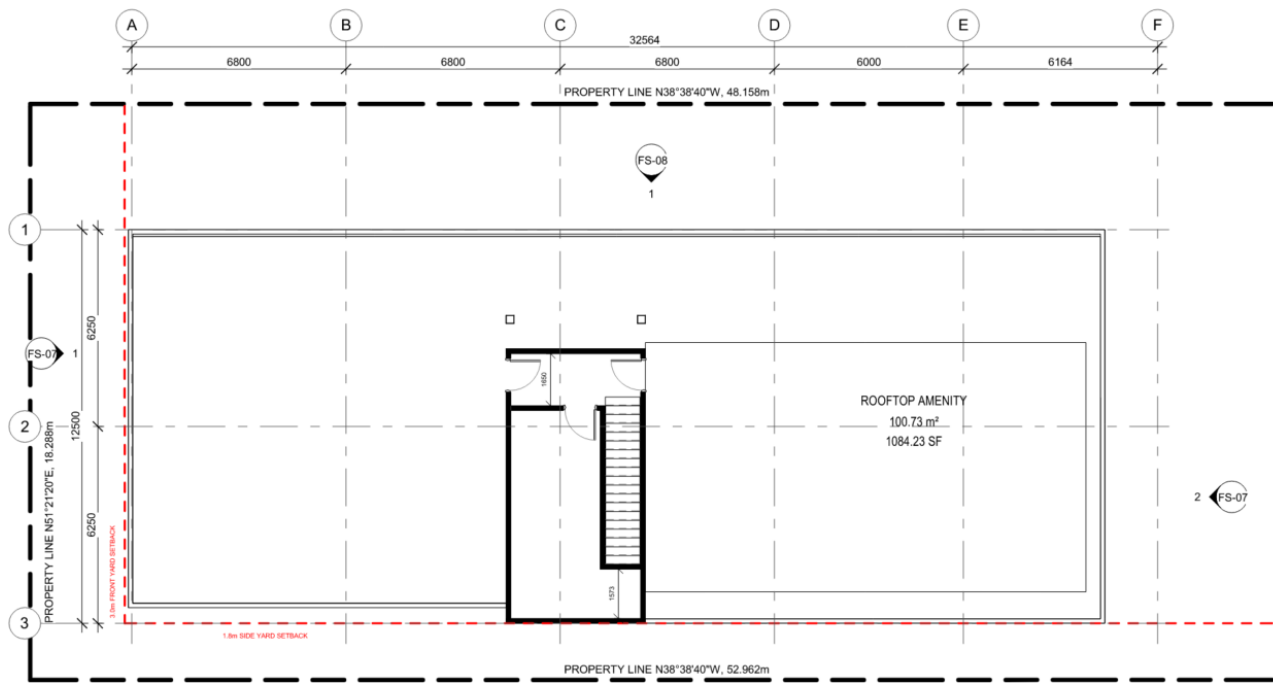 A
B
C
D
E
F
32564
6800
6800
6800
6000
6164
PROPERTY LINE N38°38'40"W, 48.158m
FS-08
1
1
6250
FS-07
1
1650
ROOFTOP AMENITY
100.73 m²
1084.23 SF
2
12500
PROPERTY LINE N51°21'20"E, 18.288m
6250
2
FS-07
3.0m FRONT YARD SETBACK
1573
3
1.8m SIDE YARD SETBACK
PROPERTY LINE N38°38'40"W, 52.962m